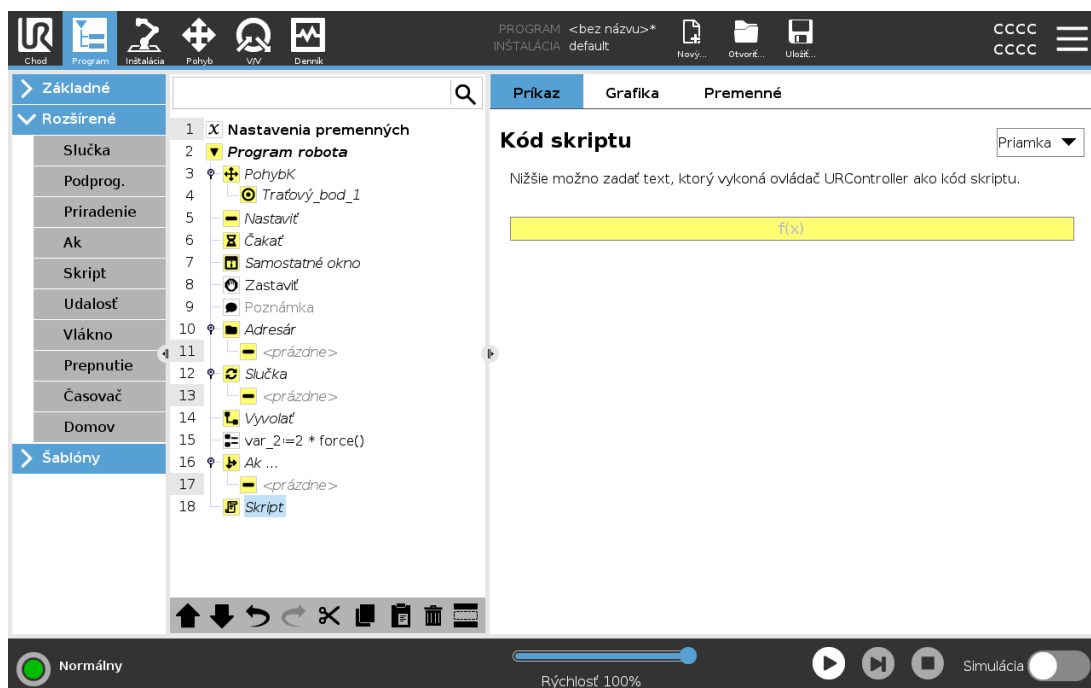 UR
PROGRAM <bez názvu>*
INŠTALÁCIA default
Chod Program Inštalácia Pohyb V/V Denník
Nový... Otvoriť... Uložiť...
CCCC
CCCC
Základné
Rozšírené
Slučka
Podprog.
Priradenie
Ak
Skript
Udalosť
Vlákno
Prepnutie
Časovač
Domov
Šablóny
1 X Nastavenia premenných
2 Program robota
3 PohybK
4 Traťový_bod_1
5 Nastaviť
6 Čakať
7 Samostatné okno
8 Zastaviť
9 Poznámka
10 Adresár
11 <prázdne>
12 Slučka
13 <prázdne>
14 Vyvolať
15 var_2:=2 * force()
16 Ak ...
17 <prázdne>
18 Skript
Príkaz Grafika Premenné
Kód skriptu
Priamka
Nižšie možno zadať text, ktorý vykoná ovládač URController ako kód skriptu.
f(x)
Normálny
Rýchlosť 100%
Simulácia